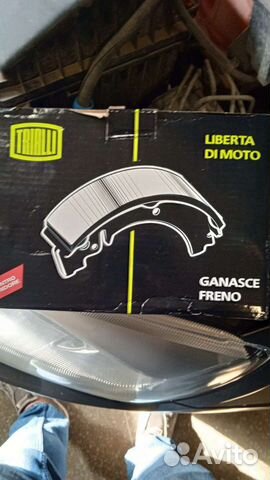 TRIALLI
LIBERTA
DI MOTO
GANASCE
FRENO
Avito